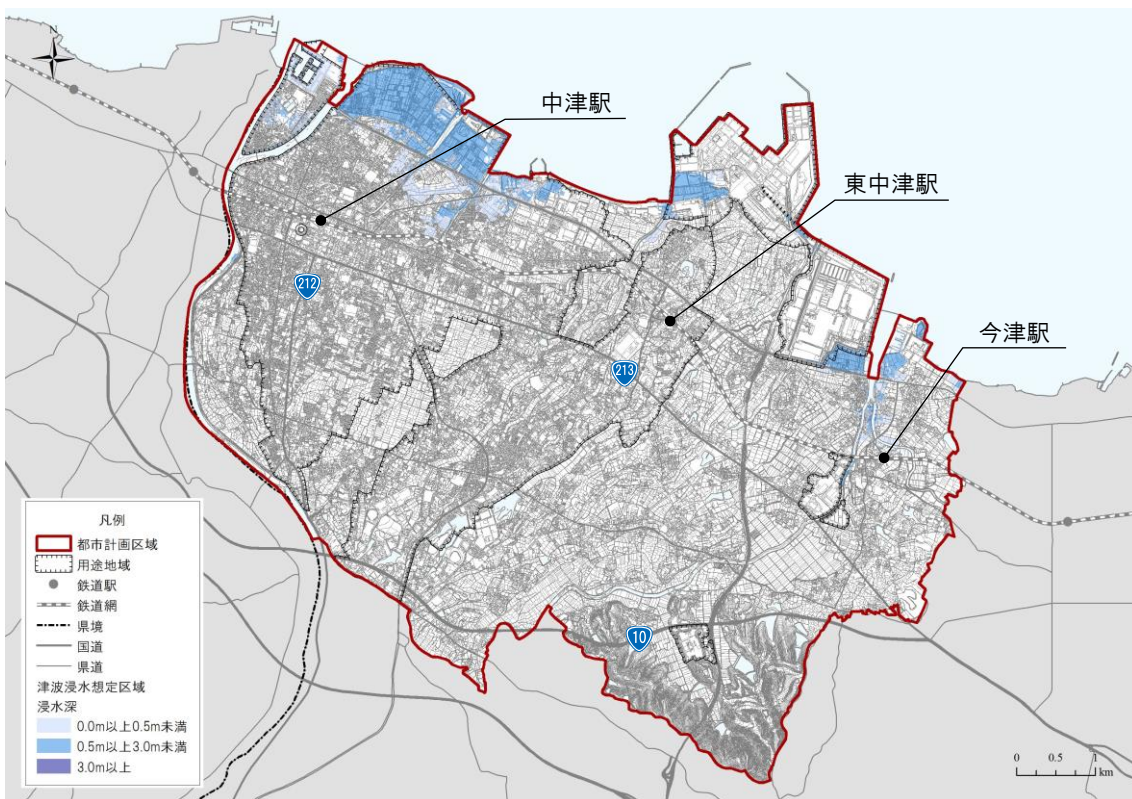 N
中津駅
東中津駅
212
今津駅
213
10
凡例
都市計画区域
用途地域
鉄道駅
鉄道網
県境
国道
県道
津波浸水想定区域
浸水深
0.0m以上0.5m未満
0.5m以上3.0m未満
3.0m以上
0 0.5 1
km